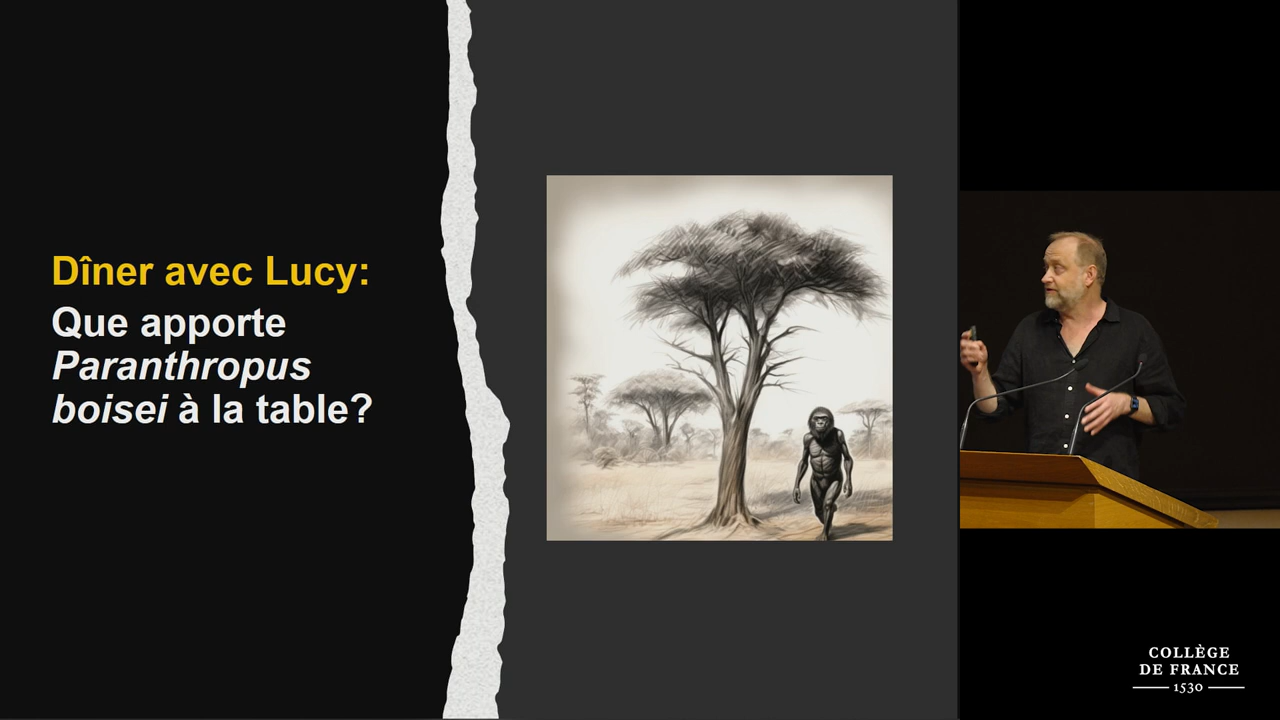 Dîner avec Lucy:
Que apporte
Paranthropus
boisei à la table?
COLLÈGE
DE FRANCE
1530